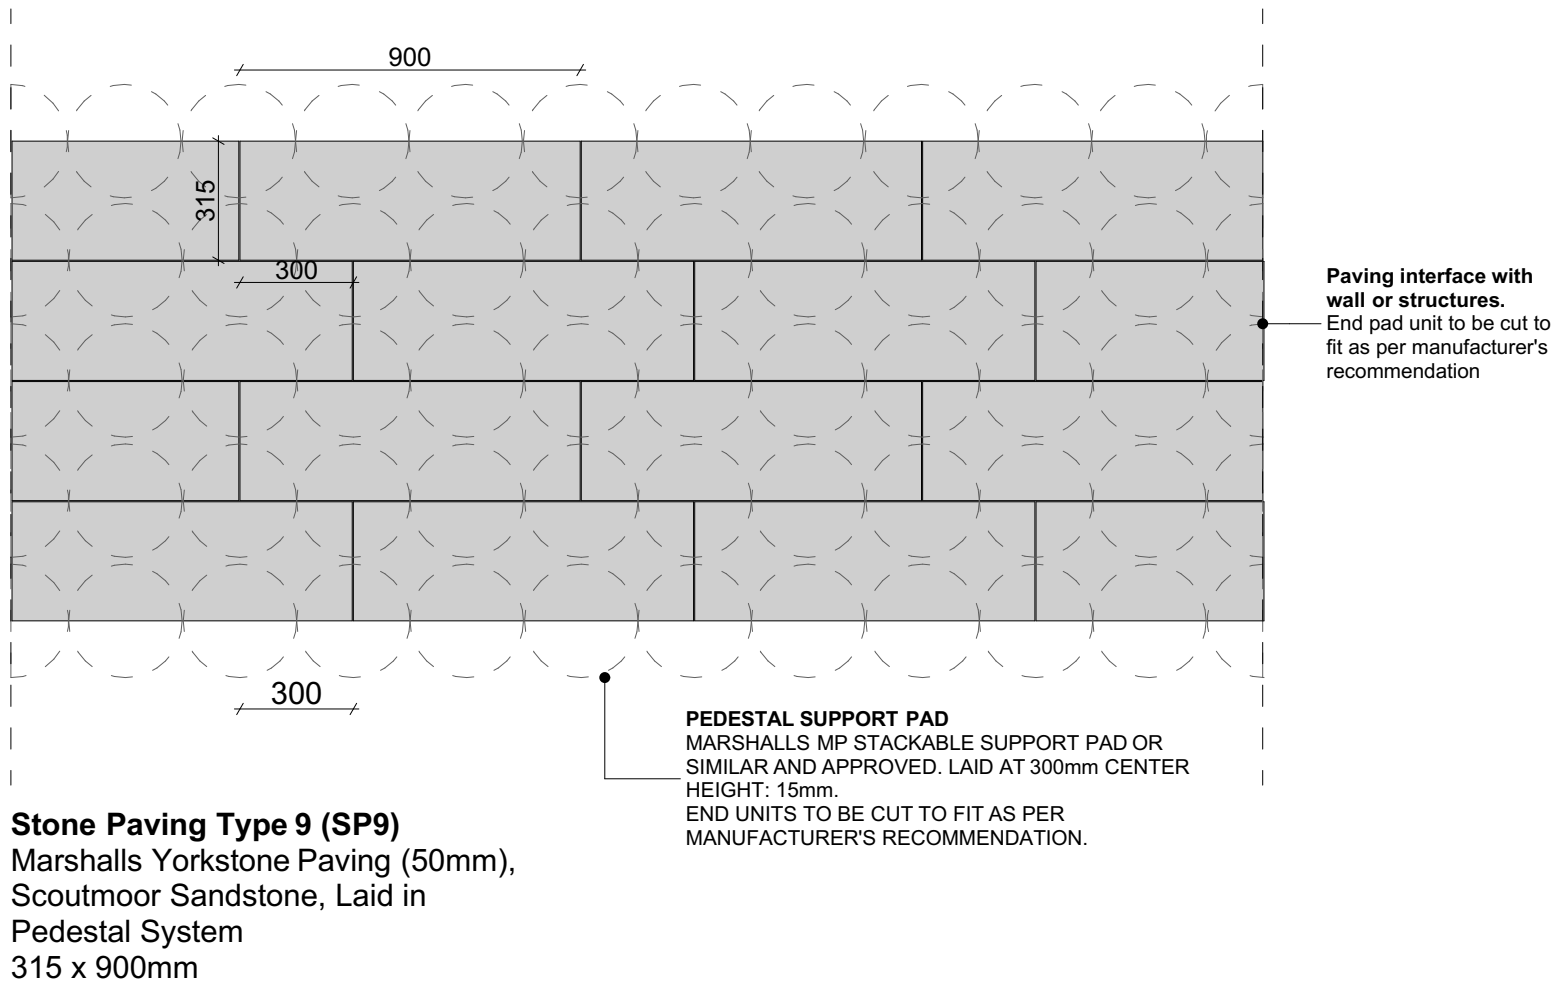 900
315
300
Paving interface with
wall or structures.
End pad unit to be cut to
fit as per manufacturer's
recommendation
300
PEDESTAL SUPPORT PAD
MARSHALLS MP STACKABLE SUPPORT PAD OR
SIMILAR AND APPROVED. LAID AT 300mm CENTER
HEIGHT: 15mm.
END UNITS TO BE CUT TO FIT AS PER
MANUFACTURER'S RECOMMENDATION.
Stone Paving Type 9 (SP9)
Marshalls Yorkstone Paving (50mm),
Scoutmoor Sandstone, Laid in
Pedestal System
315 x 900mm